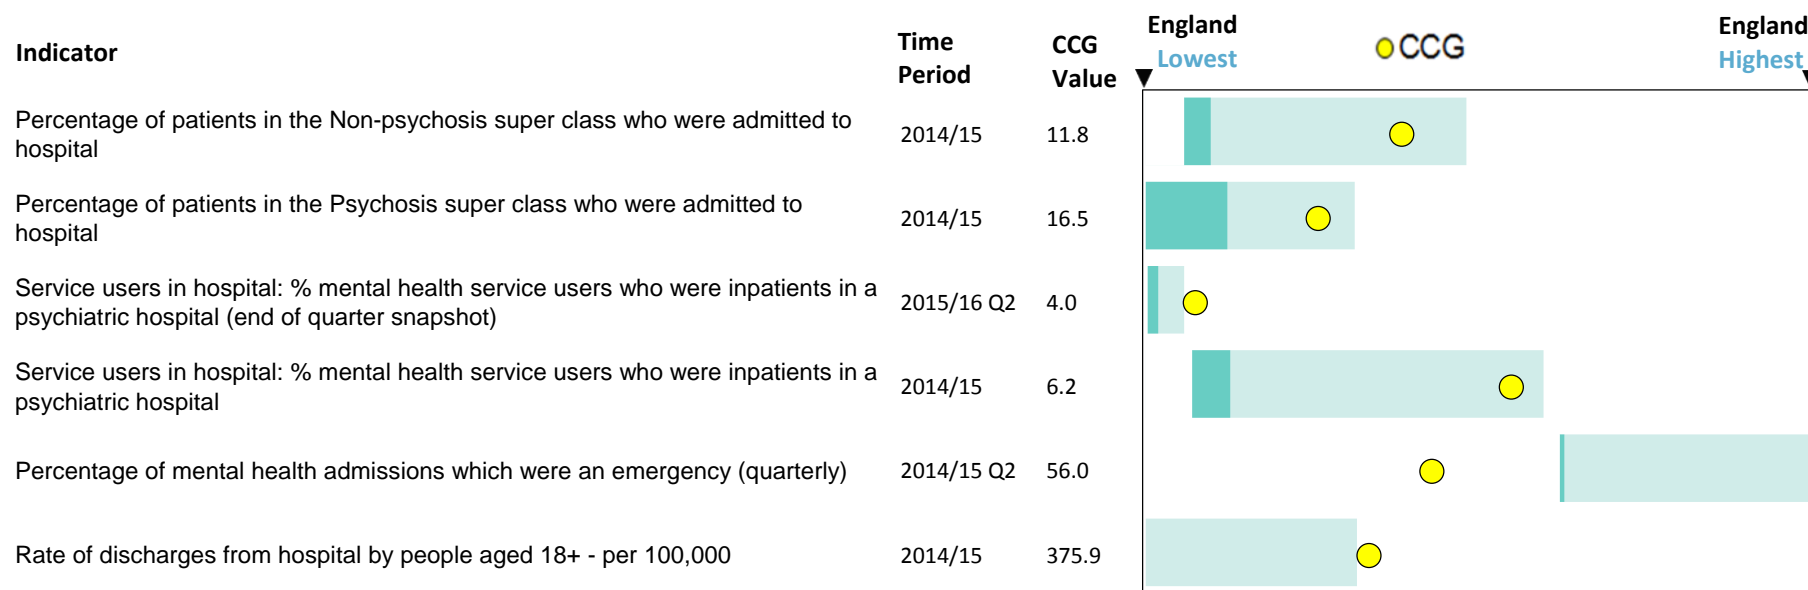 Indicator
Time
Period
CCG
Value
England
Lowest
CCG
England
Highest
Percentage of patients in the Non-psychosis super class who were admitted to
hospital
2014/15
11.8
Percentage of patients in the Psychosis super class who were admitted to
hospital
2014/15
16.5
Service users in hospital: % mental health service users who were inpatients in a
psychiatric hospital (end of quarter snapshot)
2015/16 Q2
4.0
Service users in hospital: % mental health service users who were inpatients in a
psychiatric hospital
2014/15
6.2
Percentage of mental health admissions which were an emergency (quarterly)
2014/15 Q2
56.0
Rate of discharges from hospital by people aged 18+ - per 100,000
2014/15
375.9